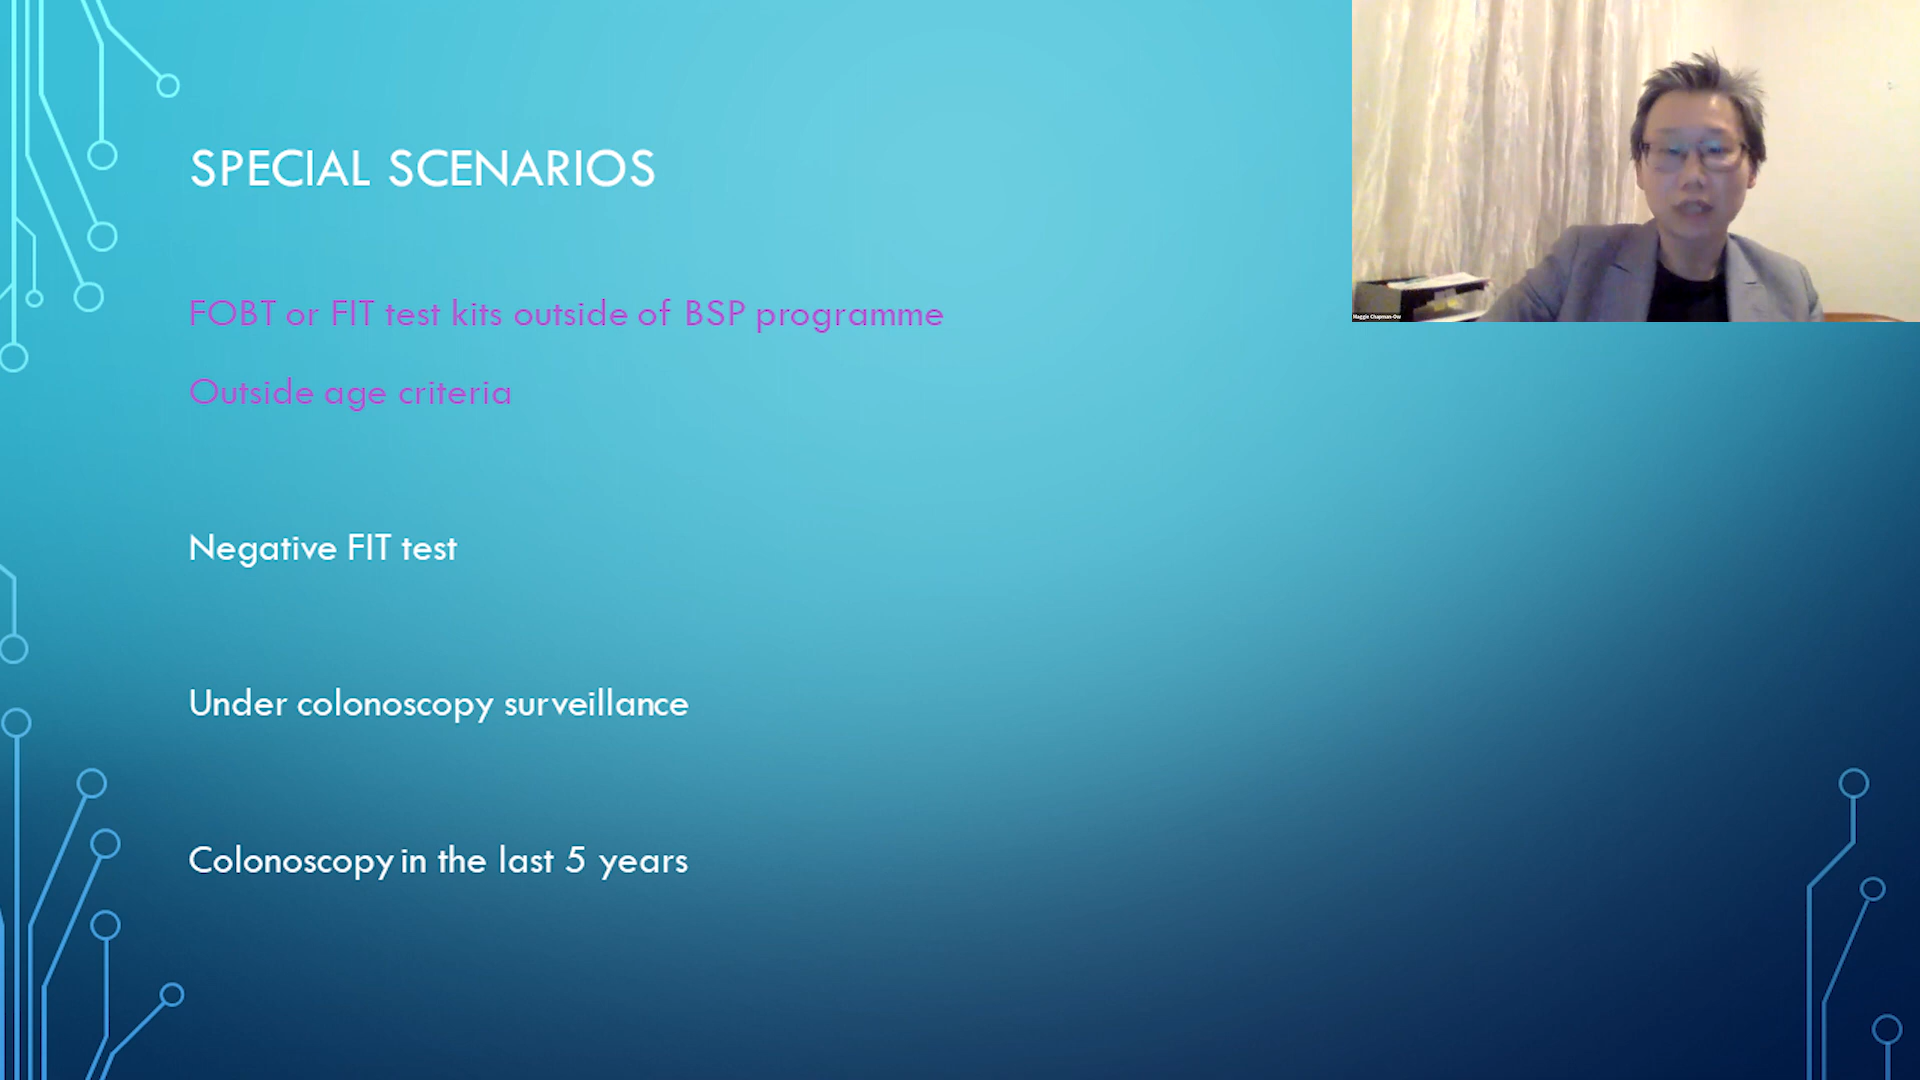 SPECIAL SCENARIOS
FOBT or FIT test kits outside of BSP programme
Outside age criteria
Negative FIT test
Under colonoscopy surveillance
Colonoscopy in the last 5 years